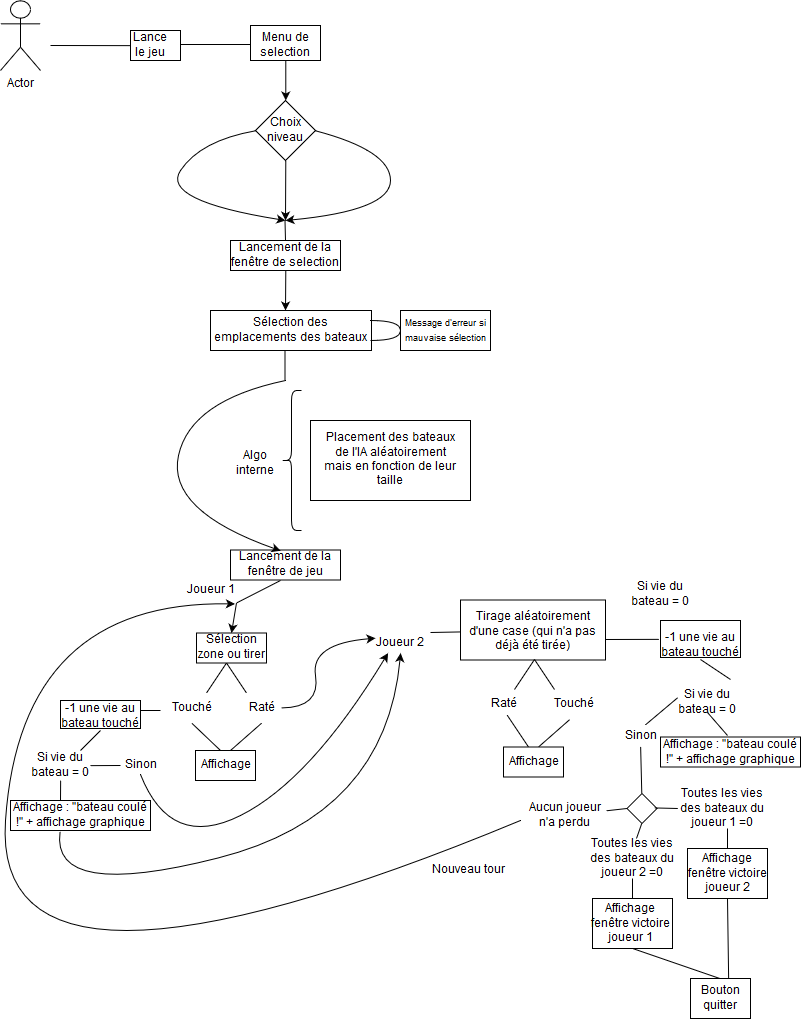 Actor
Lance
le jeu
Menu de
selection
Choix
niveau
Lancement de la
fenêtre de selection
Sélection des
emplacements des bateaux
Message d'erreur si
mauvaise sélection
Algo
interne
Placement des bateaux
de l'IA aléatoirement
mais en fonction de leur
taille
Lancement de la
fenêtre de jeu
Joueur 1
Sélection
zone ou tirer
Touché
Raté
Affichage
-1 une vie au
bateau touché
Si vie du
bateau = 0
Sinon
Affichage : "bateau coulé
!" + affichage graphique
Joueur 2
Tirage aléatoirement
d'une case (qui n'a pas
déjà été tirée)
Raté
Touché
Affichage
Si vie du
bateau = 0
-1 une vie au
bateau touché
Si vie du
bateau = 0
Sinon
Affichage : "bateau coulé
!" + affichage graphique
Aucun joueur
n'a perdu
Nouveau tour
Toutes les vies
des bateaux du
joueur 1 =0
Toutes les vies
des bateaux du
joueur 2 =0
Affichage
fenêtre victoire
joueur 2
Affichage
fenêtre victoire
joueur 1
Bouton
quitter